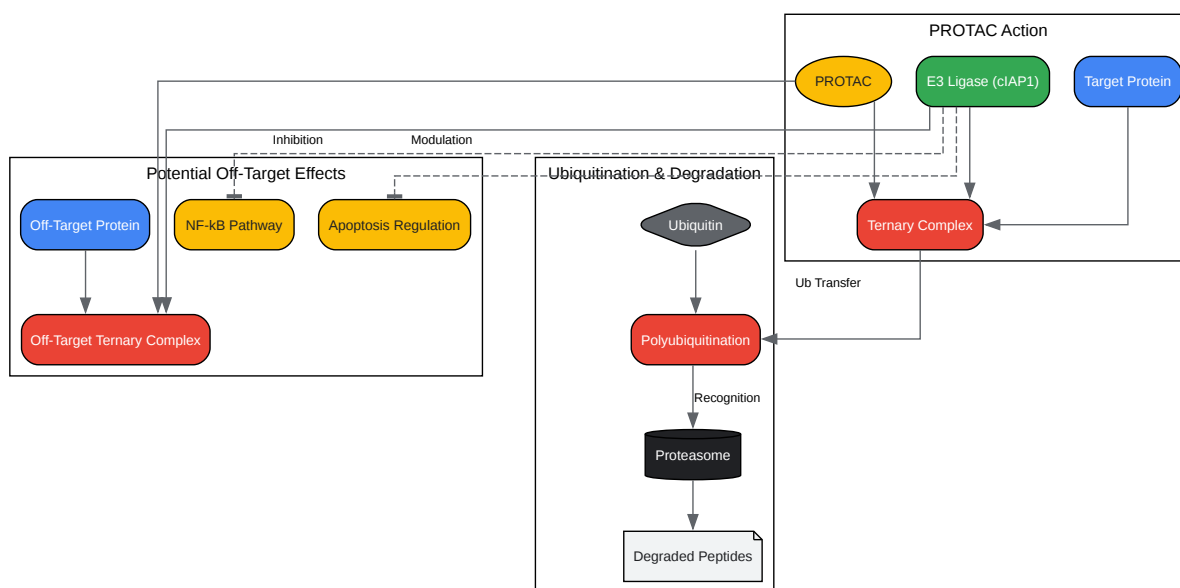 PROTAC Action
PROTAC
E3 Ligase (cIAP1)
Target Protein
Inhibition
Modulation
Potential Off-Target Effects
Ubiquitination & Degradation
Off-Target Protein
NF-kB Pathway
Apoptosis Regulation
Ubiquitin
Ternary Complex
Ub Transfer
Off-Target Ternary Complex
Polyubiquitination
Recognition
Proteasome
Degraded Peptides